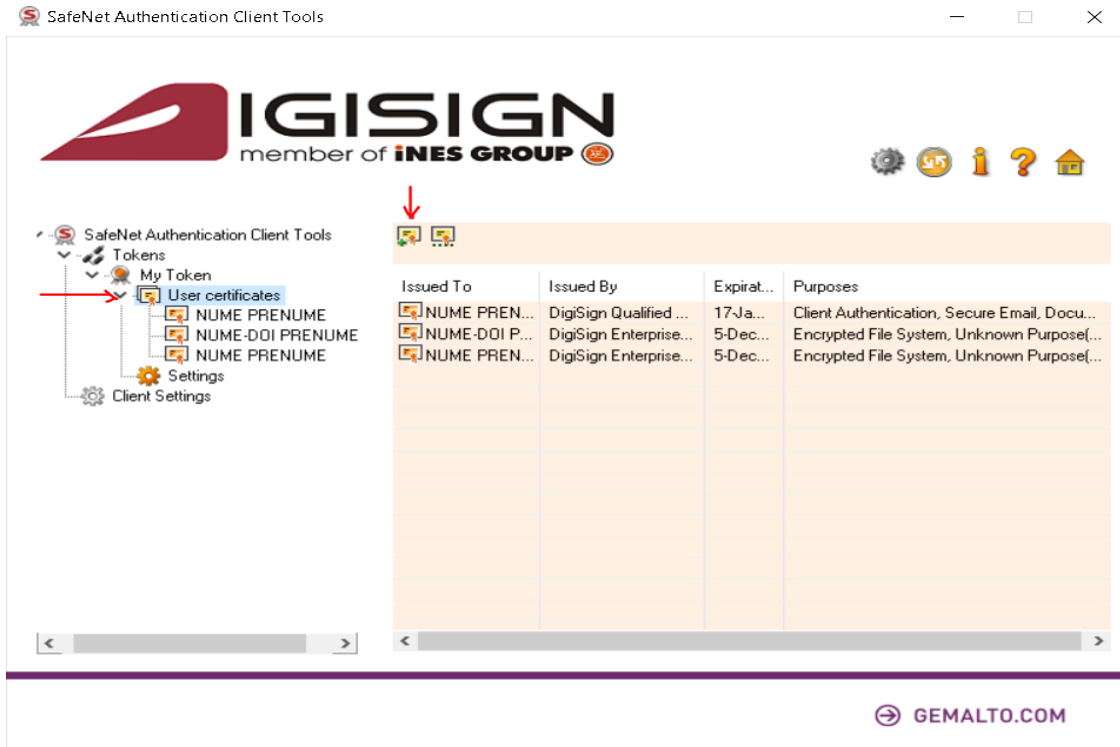 SafeNet Authentication Client Tools
IGISIGN
member of iNES GROUP
SafeNet Authentication Client Tools
Tokens
My Token
User certificates
NUME PRENUME
NUME-DOI PRENUME
NUME PRENUME
Settings
Client Settings
Issued To Issued By Expirat... Purposes
NUME PREN... DigiSign Qualified ... 17-Ja... Client Authentication, Secure Email, Docu...
NUME-DOI P... DigiSign Enterprise... 5-Dec... Encrypted File System, Unknown Purpose(...
NUME PREN... DigiSign Enterprise... 5-Dec... Encrypted File System, Unknown Purpose(...
GEMALTO.COM